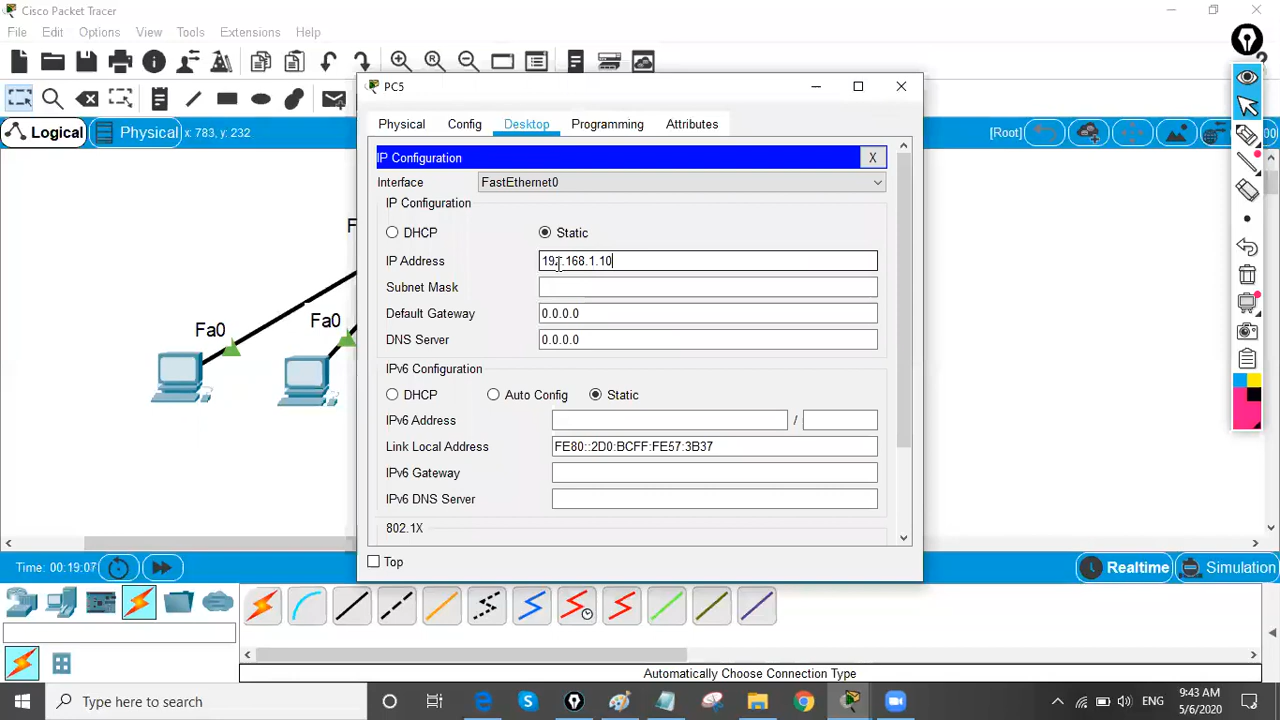 Cisco Packet Tracer
File Edit Options View Tools Extensions Help
Logical Physical x: 783, y: 232 [Root]
PC5
Physical Config Desktop Programming Attributes
IP Configuration X
Interface FastEthernet0
IP Configuration
DHCP Static
IP Address 192.168.1.10
Subnet Mask
Default Gateway 0.0.0.0
DNS Server 0.0.0.0
IPv6 Configuration
DHCP Auto Config Static
IPv6 Address /
Link Local Address FE80::2D0:BCFF:FE57:3B37
IPv6 Gateway
IPv6 DNS Server
802.1X
Top
Fa0
Fa0
Time: 00:19:07 Realtime Simulation
Automatically Choose Connection Type
Type here to search
ENG
9:43 AM
5/6/2020